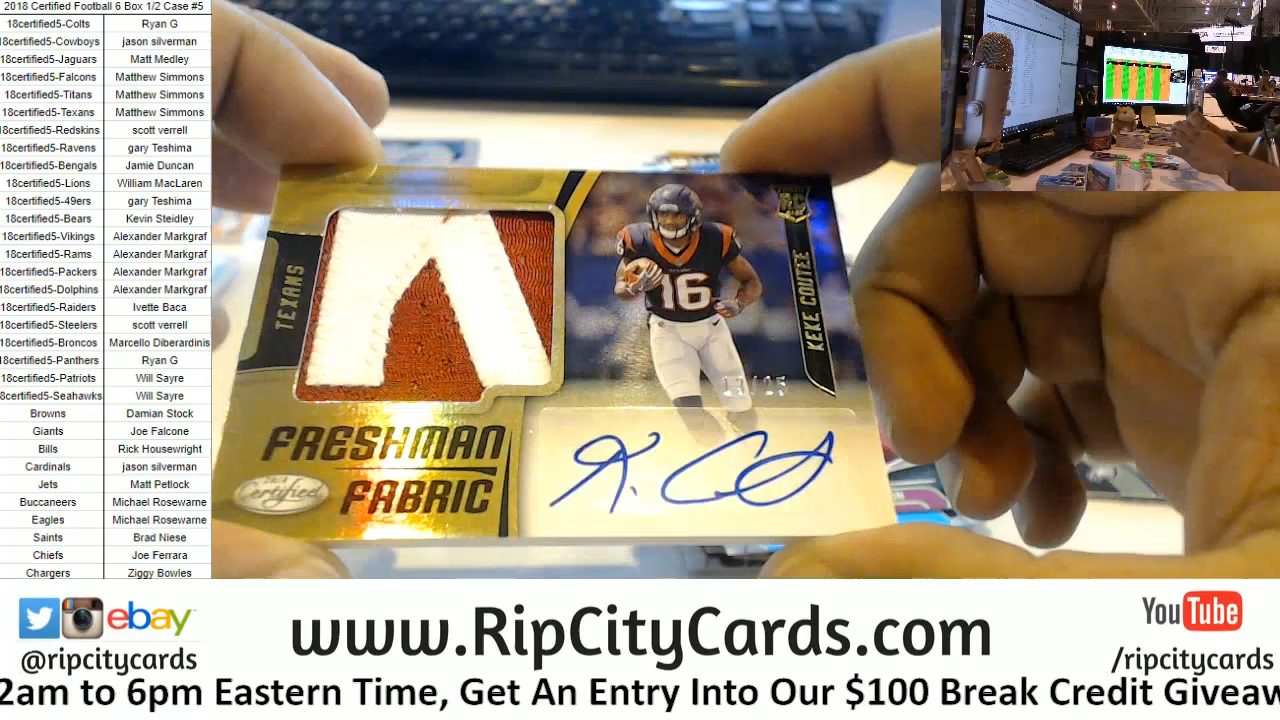 2018 Certified Football 6 Box 1/2 Case #5
18certified5-Colts Ryan G
18certified5-Cowboys jason silverman
18certified5-Jaguars Matt Medley
18certified5-Falcons Matthew Simmons
18certified5-Titans Matthew Simmons
18certified5-Texans Matthew Simmons
18certified5-Redskins scott verrell
18certified5-Ravens gary Teshima
18certified5-Bengals Jamie Duncan
18certified5-Lions William MacLaren
18certified5-49ers gary Teshima
18certified5-Bears Kevin Steidley
18certified5-Vikings Alexander Markgraf
18certified5-Rams Alexander Markgraf
18certified5-Packers Alexander Markgraf
18certified5-Dolphins Alexander Markgraf
18certified5-Raiders Ivette Baca
18certified5-Steelers scott verrell
18certified5-Broncos Marcello Diberardinis
18certified5-Panthers Ryan G
18certified5-Patriots Will Sayre
18certified5-Seahawks Will Sayre
Browns Damian Stock
Giants Joe Falcone
Bills Rick Housewright
Cardinals jason silverman
Jets Matt Petlock
Buccaneers Michael Rosewarne
Eagles Michael Rosewarne
Saints Brad Niese
Chiefs Joe Ferrara
Chargers Ziggy Bowles
TEXANS
16
16
KEKE COUTEE
RC
FRESHMAN
FABRIC
Certified
K. Cout
ebay
@ripcitycards
www.RipCityCards.com
YouTube
/ripcitycards
2am to 6pm Eastern Time, Get An Entry Into Our $100 Break Credit Giveaw